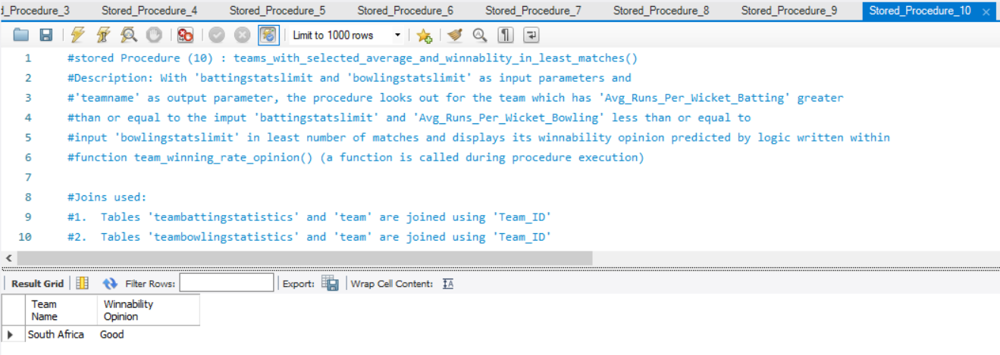 d_Procedure_3 Stored_Procedure_4 Stored_Procedure_5 Stored_Procedure_6 Stored_Procedure_7 Stored_Procedure_8 Stored_Procedure_9 Stored_Procedure_10
Limit to 1000 rows
1 #stored Procedure (10) : teams_with_selected_average_and_winnablity_in_least_matches()
2 #Description: With 'battingstatslimit and 'bowlingstatslimit' as input parameters and
3 #'teamname' as output parameter, the procedure looks out for the team which has 'Avg_Runs_Per_Wicket_Batting' greater
4 #than or equal to the imput 'battingstatslimit' and 'Avg_Runs_Per_Wicket_Bowling' less than or equal to
5 #input 'bowlingstatslimit' in least number of matches and displays its winnability opinion predicted by logic written within
6 #function team_winning_rate_opinion() (a function is called during procedure execution)
7
8 #Joins used:
9 #1. Tables 'teambattingstatistics' and 'team' are joined using 'Team_ID'
10 #2. Tables 'teambowlingstatistics' and 'team' are joined using 'Team_ID'
Result Grid Filter Rows: Export: Wrap Cell Content:
Team Winnability
Name Opinion
South Africa Good